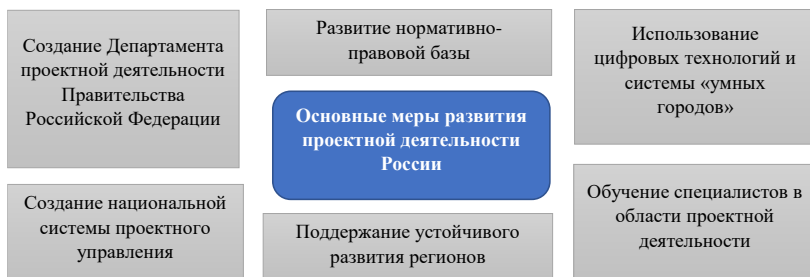 Создание Департамента
проектной деятельности
Правительства
Российской Федерации
Развитие нормативно-
правовой базы
Использование
цифровых технологий и
системы «умных
городов»
Основные меры развития
проектной деятельности
России
Создание национальной
системы проектного
управления
Поддержание устойчивого
развития регионов
Обучение специалистов в
области проектной
деятельности